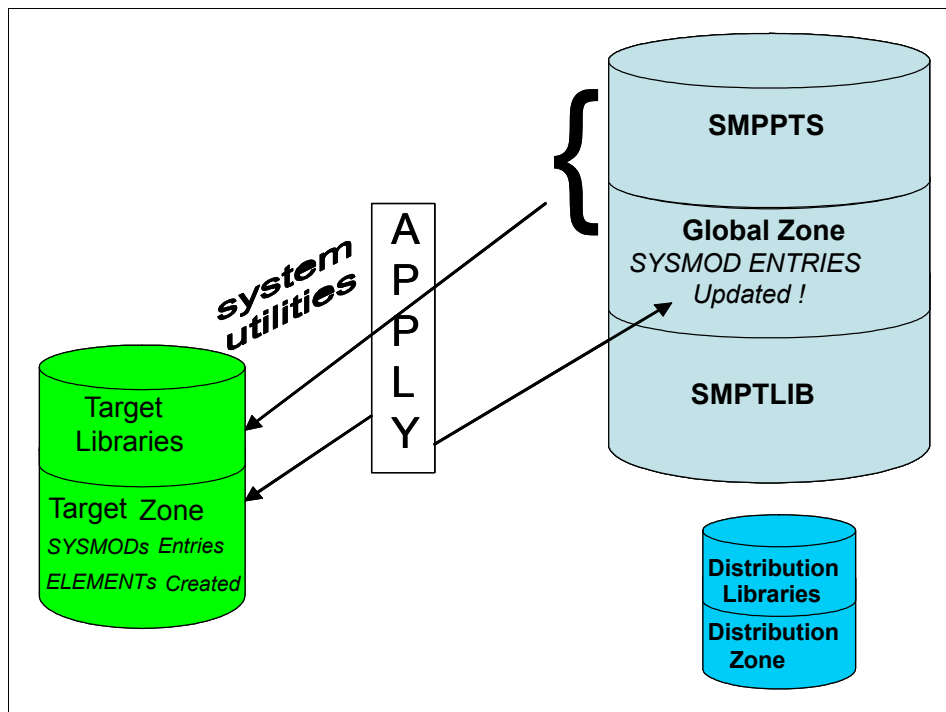 SMPPTS
Global Zone
SYSMOD ENTRIES
Updated !
SMPTLIB
A
P
P
L
Y
system
utilities
Target
Libraries
Target Zone
SYSMODs Entries
ELEMENTs Created
Distribution
Libraries
Distribution
Zone